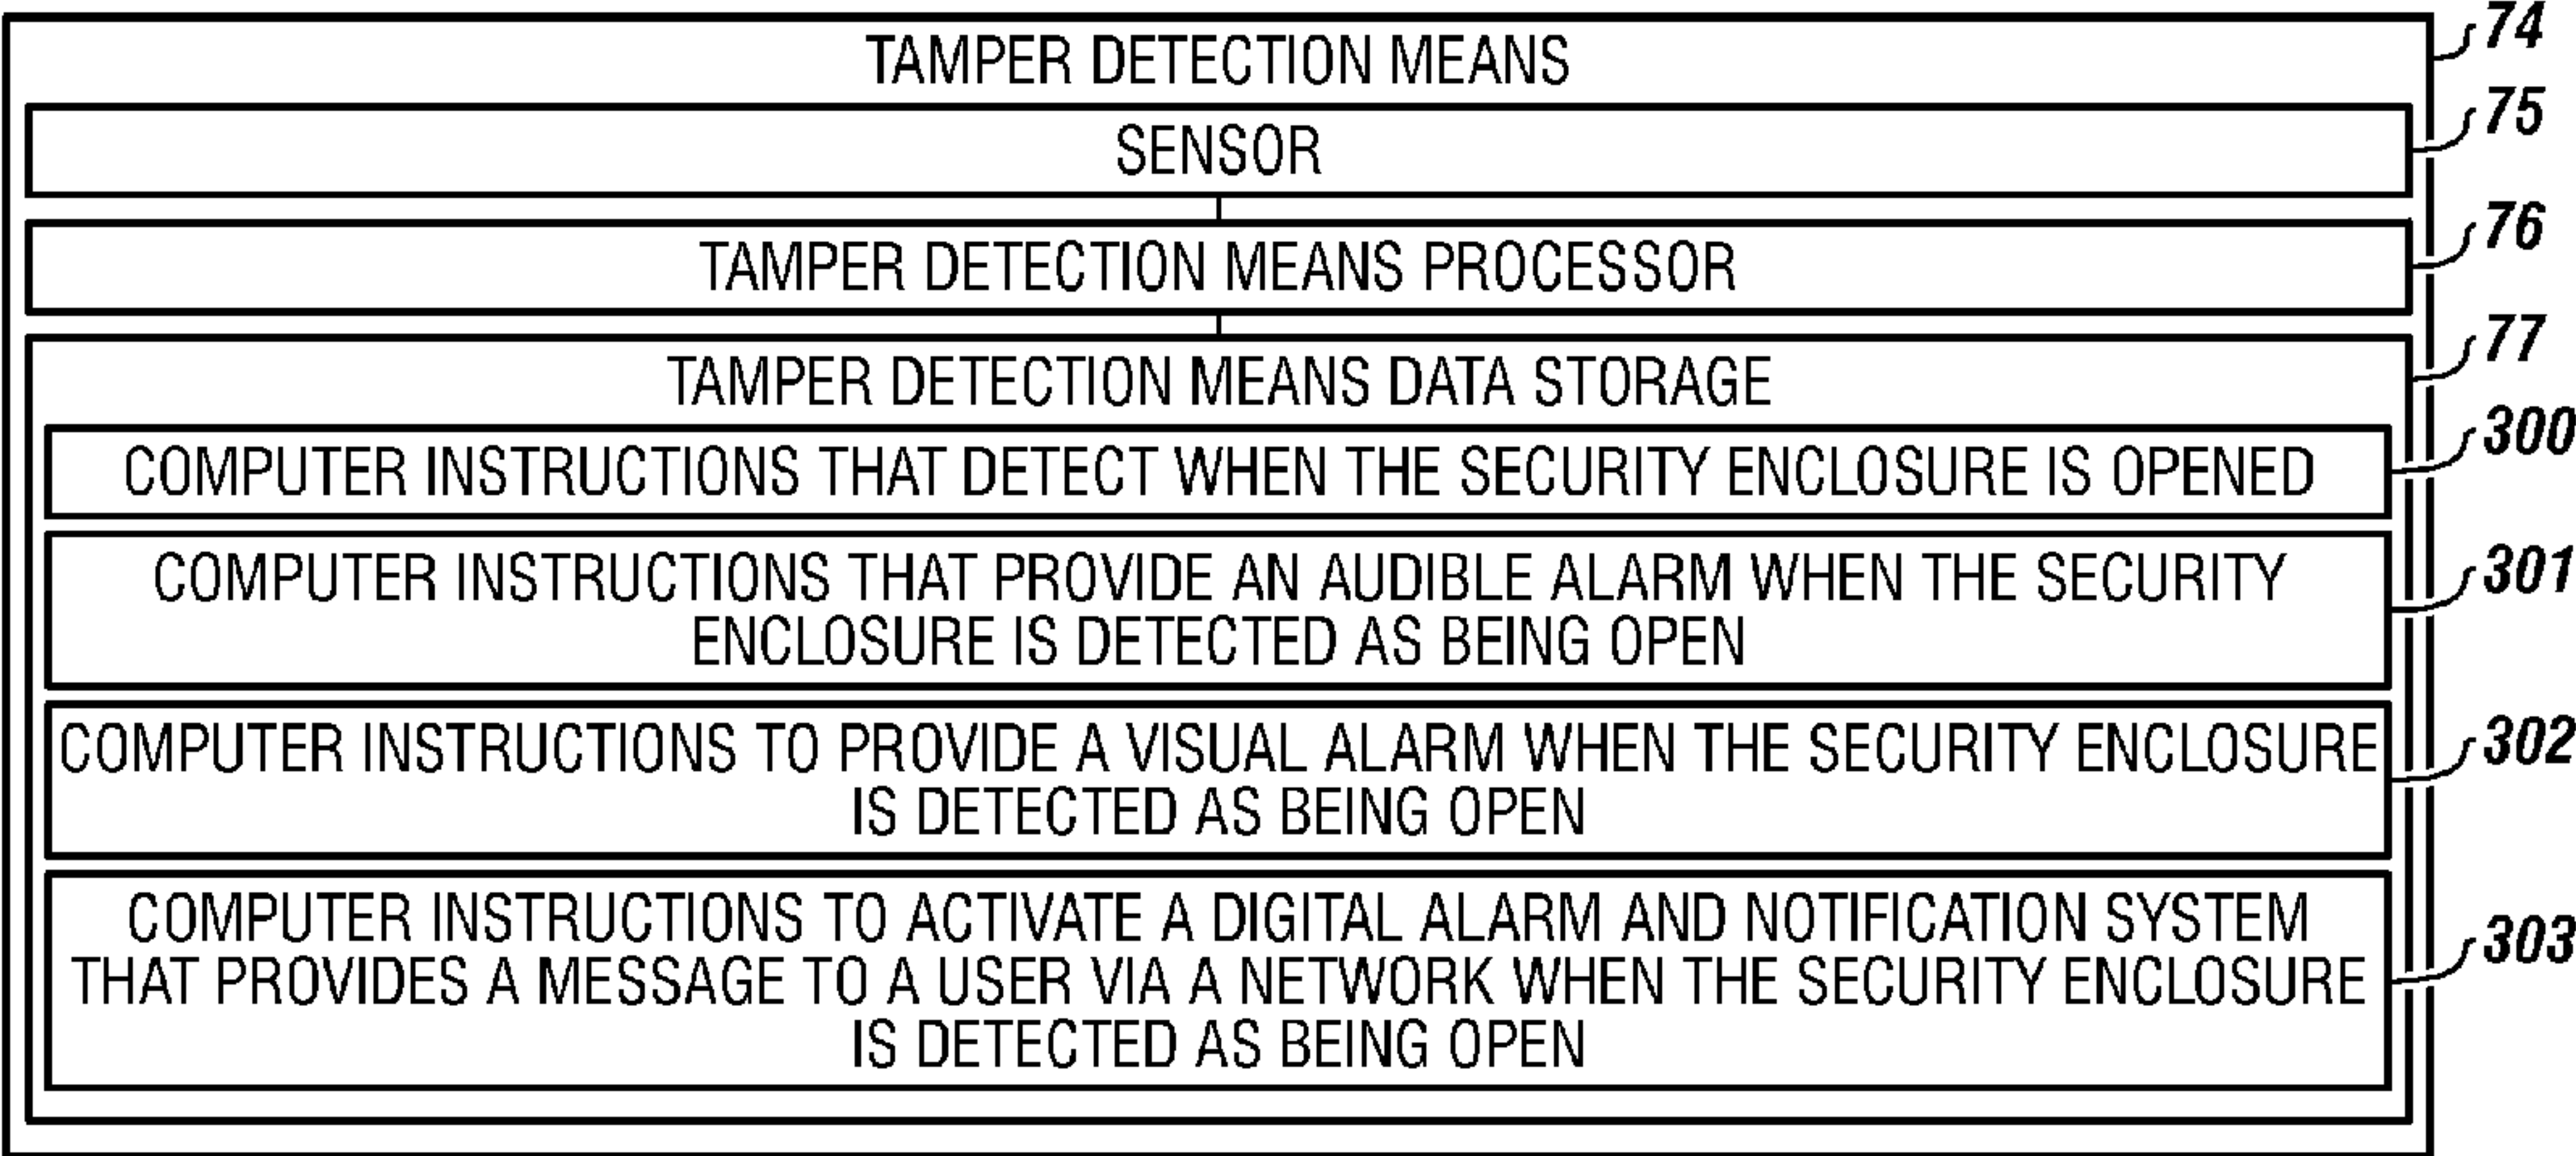 TAMPER DETECTION MEANS
74
SENSOR
75
TAMPER DETECTION MEANS PROCESSOR
76
TAMPER DETECTION MEANS DATA STORAGE
77
COMPUTER INSTRUCTIONS THAT DETECT WHEN THE SECURITY ENCLOSURE IS OPENED
300
COMPUTER INSTRUCTIONS THAT PROVIDE AN AUDIBLE ALARM WHEN THE SECURITY
ENCLOSURE IS DETECTED AS BEING OPEN
301
COMPUTER INSTRUCTIONS TO PROVIDE A VISUAL ALARM WHEN THE SECURITY ENCLOSURE
IS DETECTED AS BEING OPEN
302
COMPUTER INSTRUCTIONS TO ACTIVATE A DIGITAL ALARM AND NOTIFICATION SYSTEM
THAT PROVIDES A MESSAGE TO A USER VIA A NETWORK WHEN THE SECURITY ENCLOSURE
IS DETECTED AS BEING OPEN
303